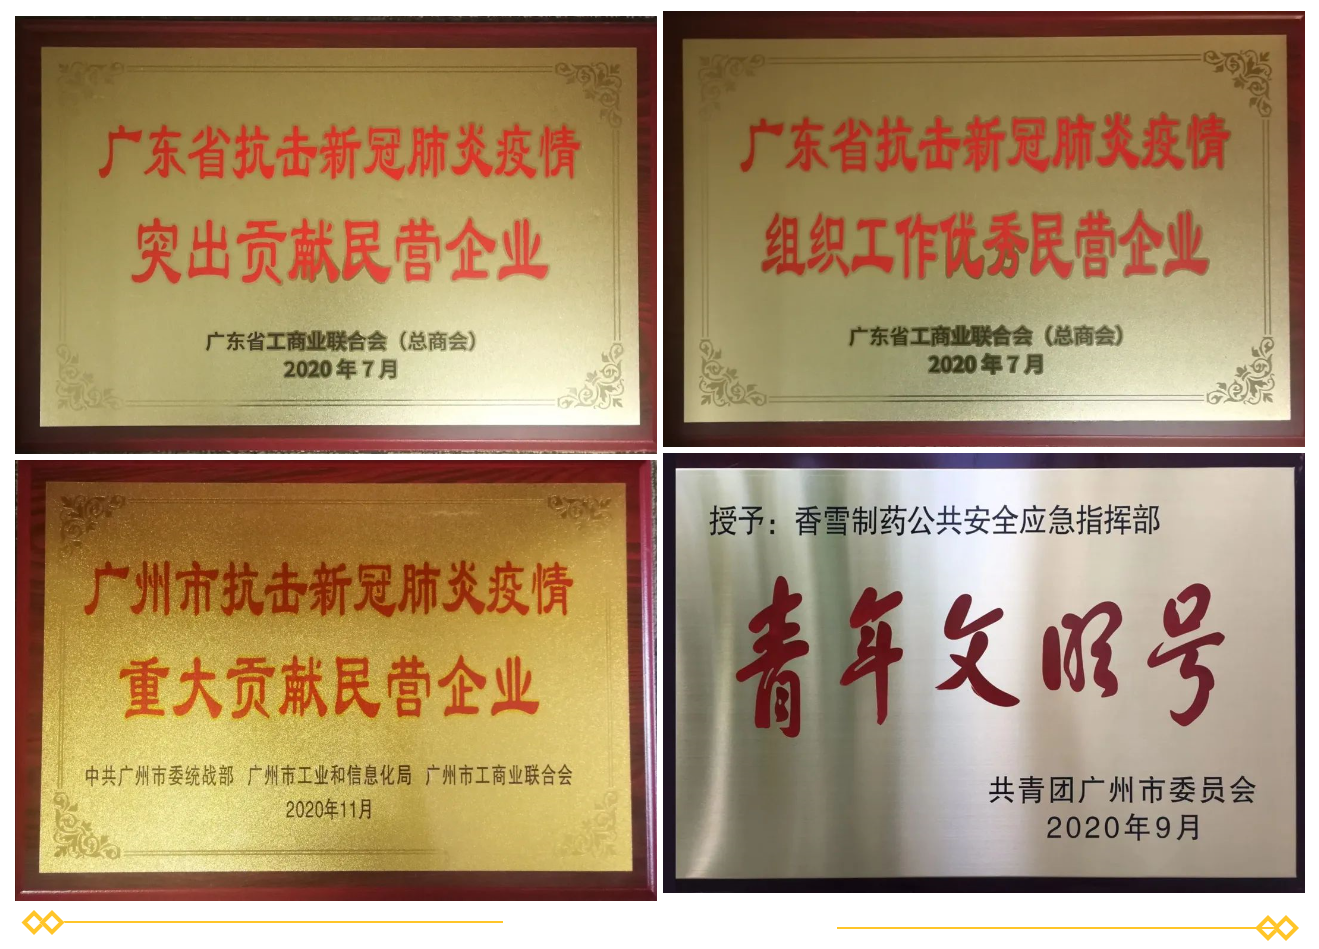 广东省抗击新冠肺炎疫情
突出贡献民营企业
广东省工商业联合会（总商会）
2020年7月
广东省抗击新冠肺炎疫情
组织工作优秀民营企业
广东省工商业联合会（总商会）
2020年7月
广州市抗击新冠肺炎疫情
重大贡献民营企业
中共广州市委统战部 广州市工业和信息化局 广州市工商业联合会
2020年11月
授予：香雪制药公共安全应急指挥部
青年文明号
共青团广州市委员会
2020年9月